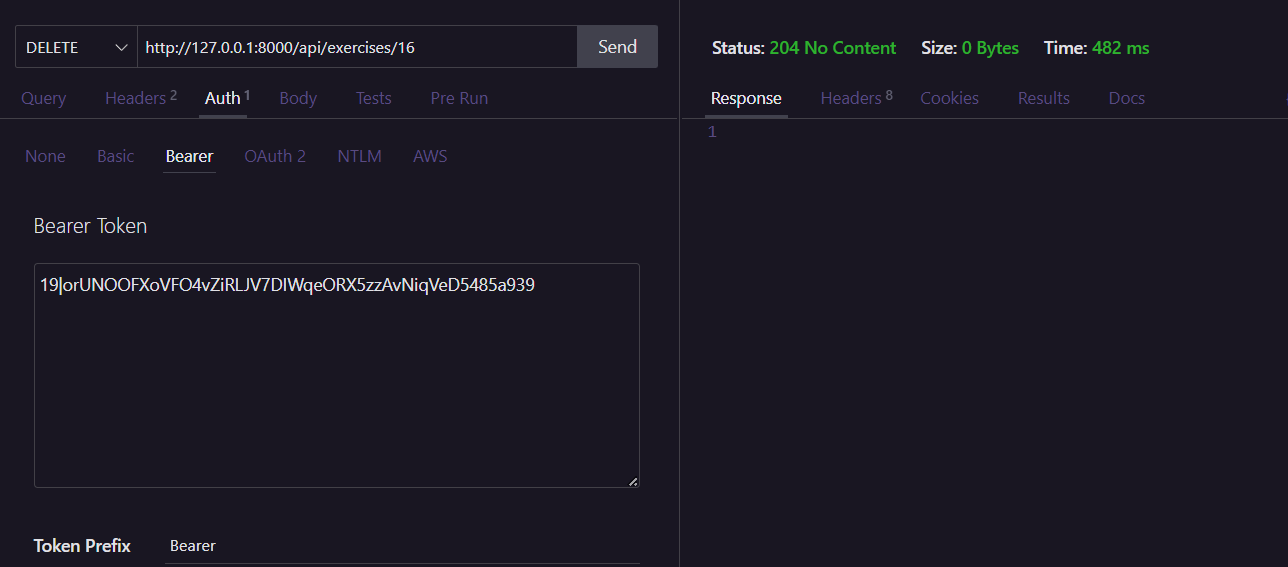 DELETE http://127.0.0.1:8000/api/exercises/16 Send
Query Headers 2 Auth 1 Body Tests Pre Run
None Basic Bearer OAuth 2 NTLM AWS
Bearer Token
19|orUNOOFXoVFO4vZiRLJV7DIWqeORX5zzAvNiqVeD5485a939
Token Prefix Bearer
Status: 204 No Content Size: 0 Bytes Time: 482 ms
Response Headers 8 Cookies Results Docs
1